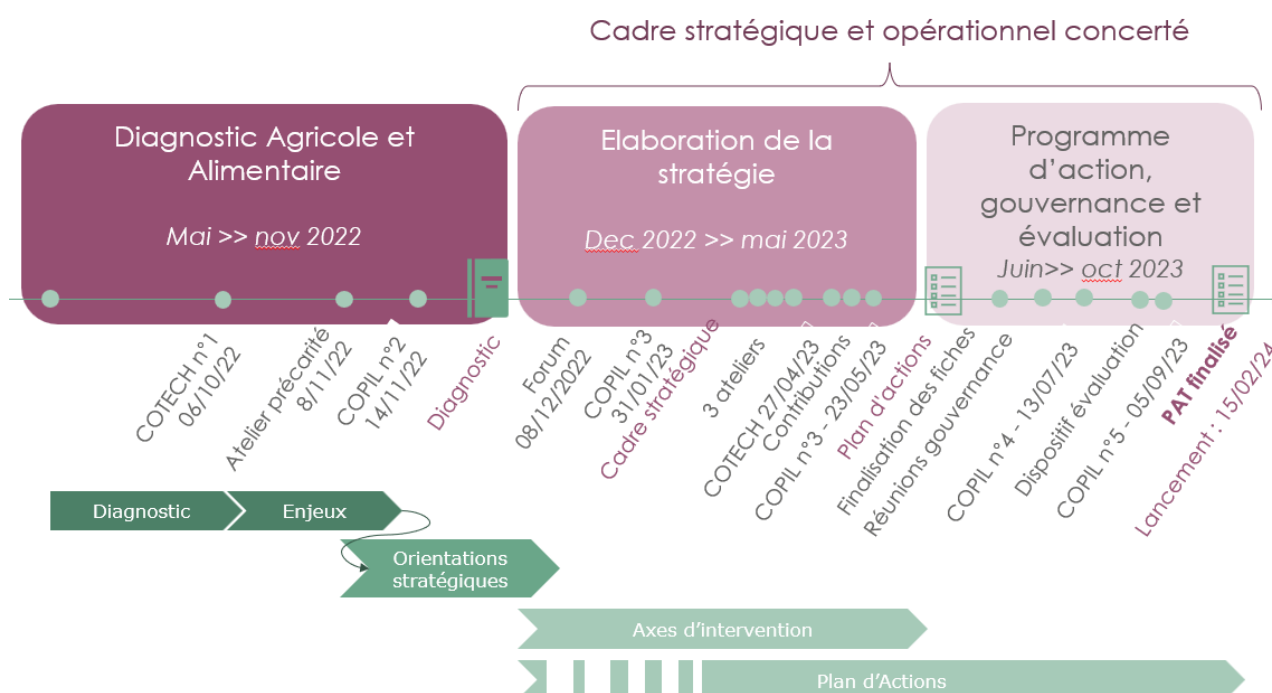 Cadre stratégique et opérationnel concerté
Diagnostic Agricole et
Alimentaire
Mai >> nov 2022
Elaboration de la
stratégie
Dec 2022 >> mai 2023
Programme
d’action,
gouvernance et
évaluation
Juin>> oct 2023
COTECH n°1
06/10/22
Atelier précarité
8/11/22
COPIL n°2
14/11/22
Diagnostic
Forum
08/12/2022
COPIL n°3
31/01/23
Cadre stratégique
3 ateliers
COTECH 27/04/23
Contributions
COPIL n°3 - 23/05/23
Plan d'actions
Finalisation des fiches
Réunions gouvernance
COPIL n°4 - 13/07/23
Dispositif évaluation
COPIL n°5 - 05/09/23
PAT finalisé
Lancement : 15/02/24
Diagnostic
Enjeux
Orientations
stratégiques
Axes d’intervention
Plan d’Actions